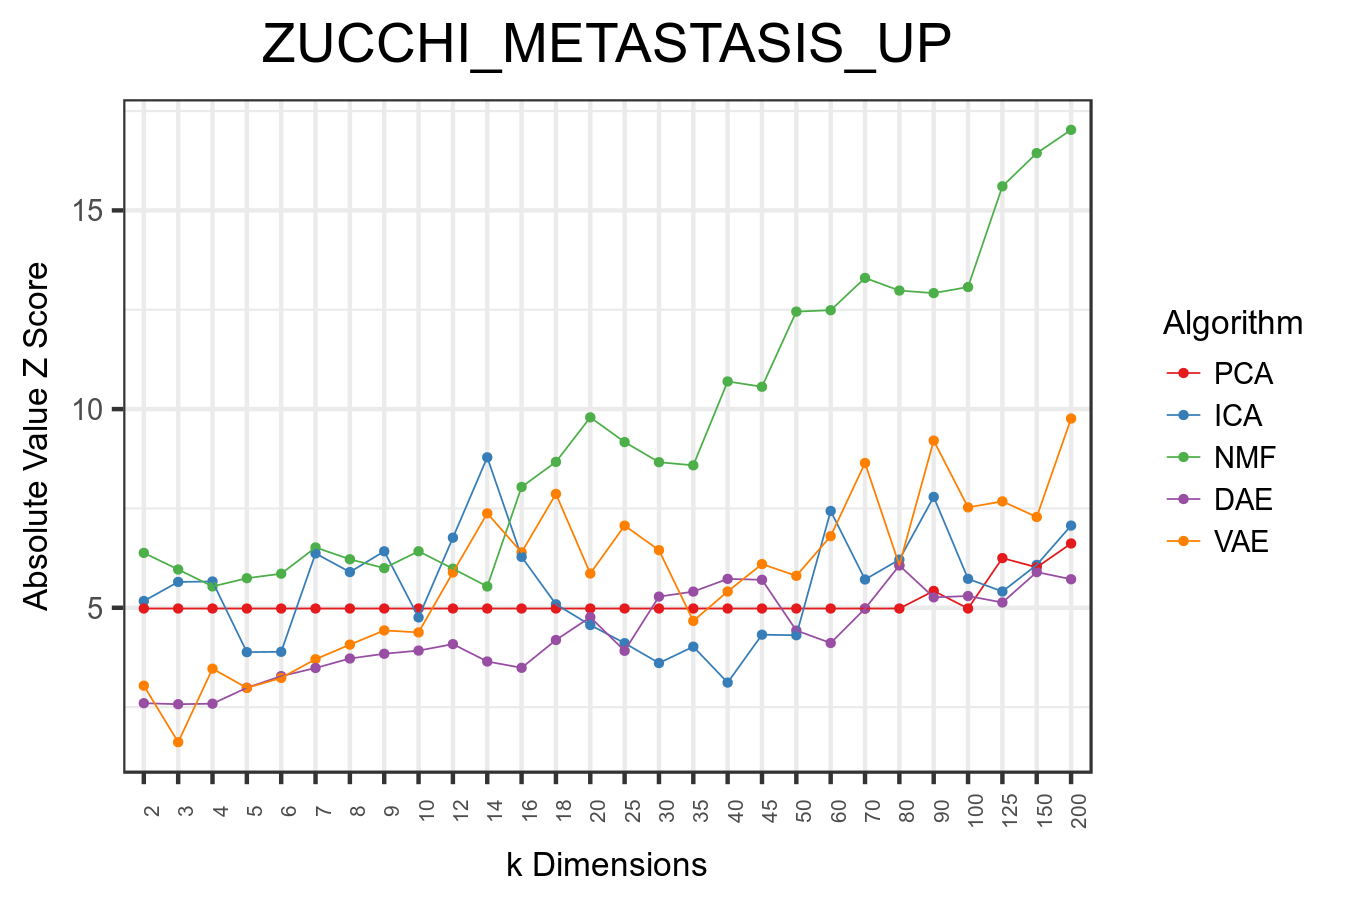 ZUCCHI_METASTASIS_UP
Absolute Value Z Score
15
10
5
2 3 4 5 6 7 8 9 10 12 14 16 18 20 25 30 35 40 45 50 60 70 80 90 100 125 150 200
k Dimensions
Algorithm
PCA
ICA
NMF
DAE
VAE